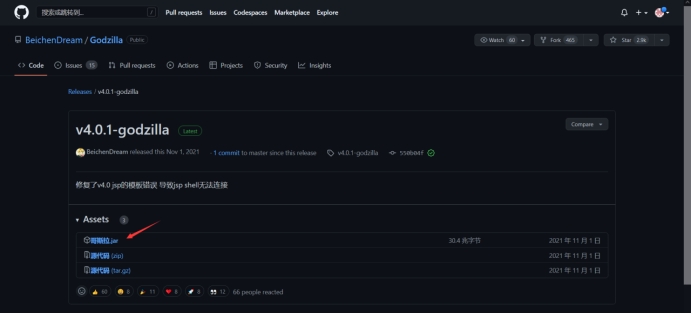 搜索或跳转到...
/
Pull requests Issues Codespaces Marketplace Explore
BeichenDream / Godzilla Public
Watch 60 Fork 465 Star 2.9k
Code Issues 15 Pull requests Actions Projects Security Insights
Releases / v4.0.1-godzilla
v4.0.1-godzilla Latest
Compare
BeichenDream released this Nov 1, 2021 · 1 commit to master since this release v4.0.1-godzilla
修复了v4.0 jsp的模板错误 导致jsp shell无法连接
Assets 3
哥斯拉.jar 30.4 兆字节 2021 年 11 月 1 日
源代码 (zip) 2021 年 11 月 1 日
源代码 (tar.gz) 2021 年 11 月 1 日
60 8 11 8 8 12 66 people reacted